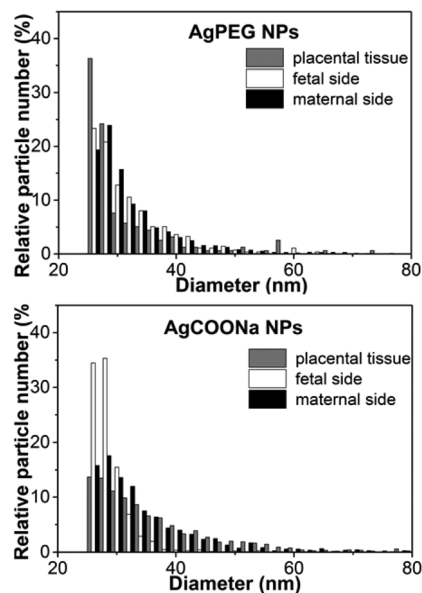 AgPEG NPs
placental tissue
fetal side
maternal side
Relative particle number (%)
40
30
20
10
0
20 40 60 80
Diameter (nm)
AgCOONa NPs
placental tissue
fetal side
maternal side
Relative particle number (%
40
30
20
10
0
20 40 60 80
Diameter (nm)